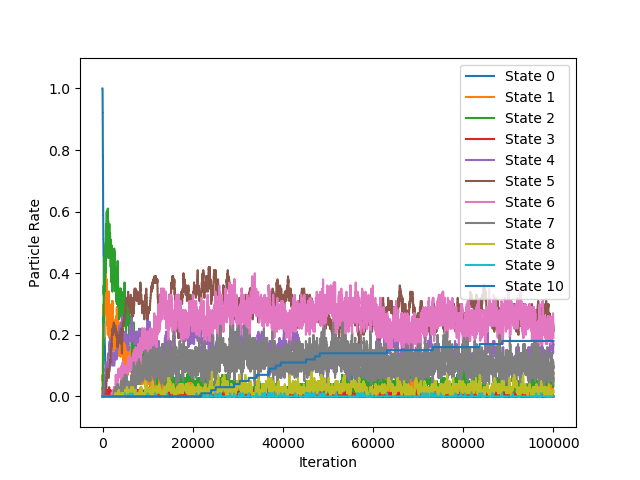 1.0
0.8
0.6
0.4
0.2
0.0
Particle Rate
State 0
State 1
State 2
State 3
State 4
State 5
State 6
State 7
State 8
State 9
State 10
0 20000 40000 60000 80000 100000
Iteration